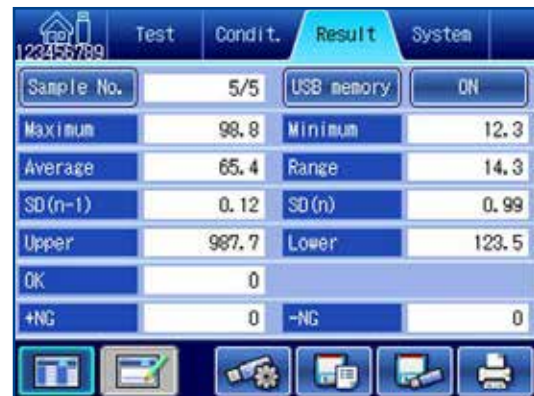 123456789
Test Condit. Result System
Sample No. 5/5 USB memory ON
Maximum 98.8 Minimum 12.3
Average 65.4 Range 14.3
SD(n-1) 0.12 SD(n) 0.99
Upper 987.7 Lower 123.5
OK 0
+NG 0 -NG 0